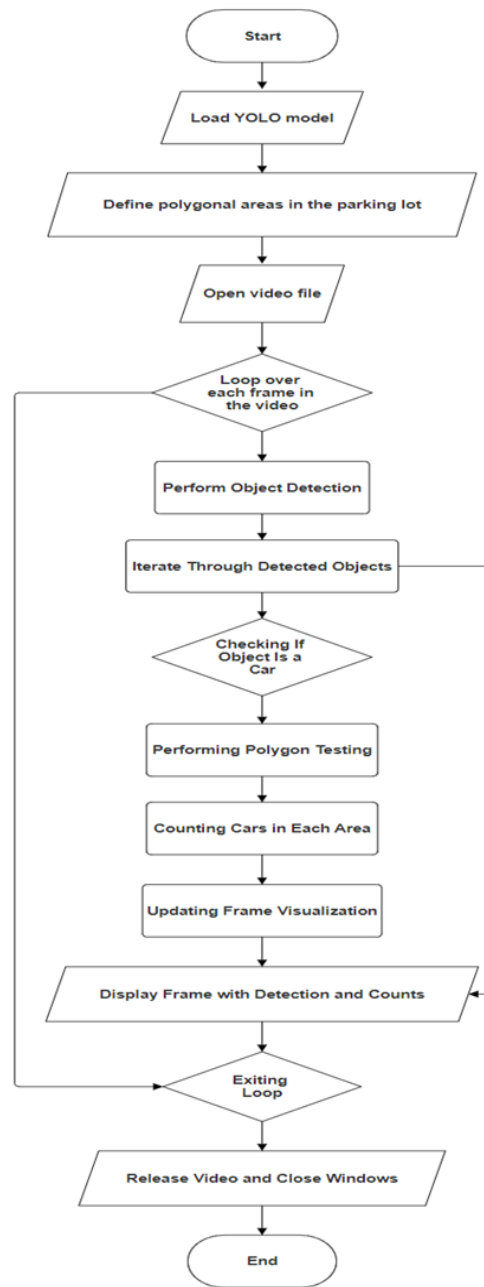 Start
Load YOLO model
Define polygonal areas in the parking lot
Open video file
Loop over
each frame in
the video
Perform Object Detection
Iterate Through Detected Objects
Checking If
Object Is a
Car
Performing Polygon Testing
Counting Cars in Each Area
Updating Frame Visualization
Display Frame with Detection and Counts
Exiting
Loop
Release Video and Close Windows
End